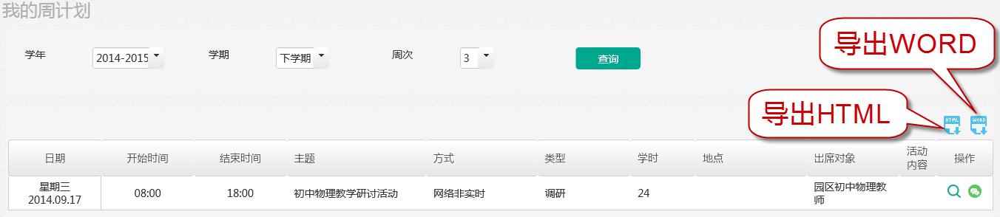 我的周计划
导出WORD
学年 2014-2015 学期 下学期 周次 3 查询
导出HTML
HTML WORD
日期 开始时间 结束时间 主题 方式 类型 学时 地点 出席对象 活动 操作
内容
星期三 08:00 18:00 初中物理教学研讨活动 网络非实时 调研 24 园区初中物理教
2014.09.17 师